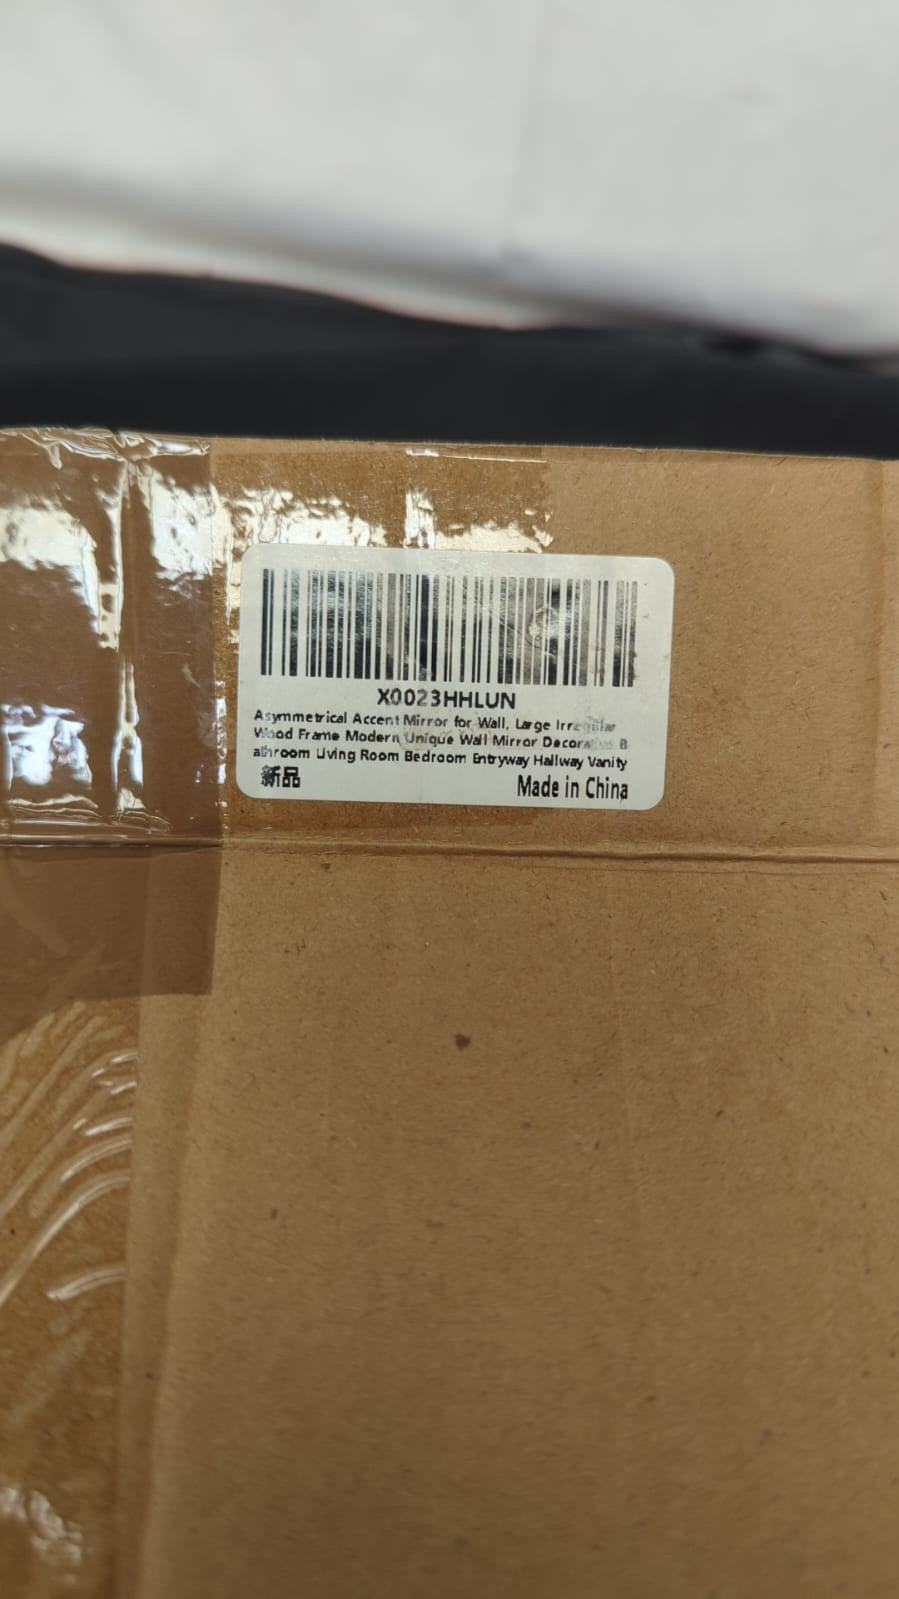 X0023HHLUN
Asymmetrical Accent Mirror for Wall, Large Irregular
Wood Frame Modern Unique Wall Mirror Decorative B
athroom Living Room Bedroom Entryway Hallway Vanity
新品
Made in China